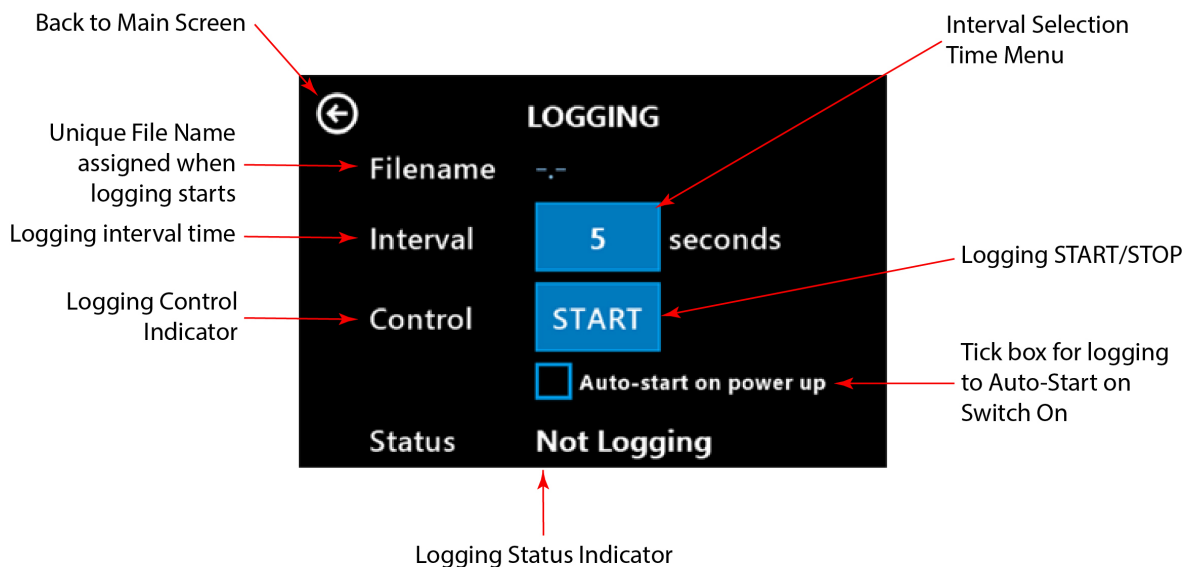 Back to Main Screen
Interval Selection
Time Menu
LOGGING
Unique File Name
assigned when
logging starts
Filename -.-
Logging interval time
Interval 5 seconds
Logging START/STOP
Logging Control
Indicator
Control START
Tick box for logging
to Auto-Start on
Switch On
Auto-start on power up
Status Not Logging
Logging Status Indicator